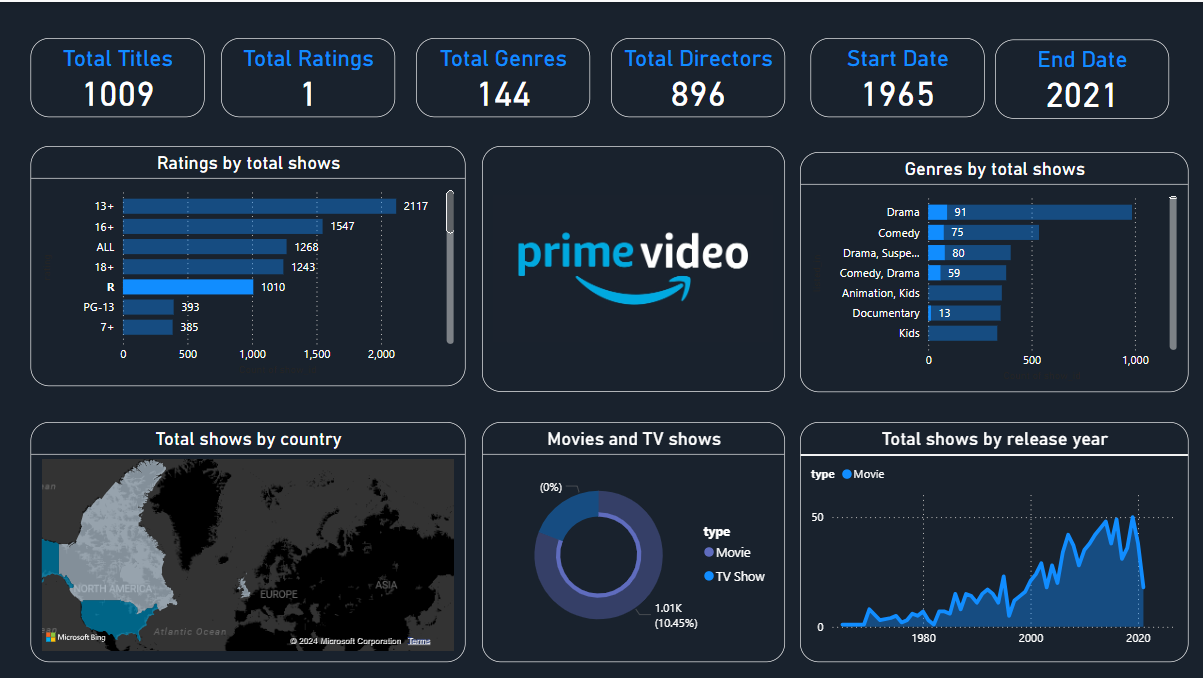 Total Titles
1009
Total Ratings
1
Total Genres
144
Total Directors
896
Start Date
1965
End Date
2021
Ratings by total shows
13+ 2117
16+ 1547
ALL 1268
18+ 1243
R 1010
PG-13 393
7+ 385
0 500 1,000 1,500 2,000
prime video
Genres by total shows
Drama 91
Comedy 75
Drama, Suspe... 80
Comedy, Drama 59
Animation, Kids
Documentary 13
Kids
0 500 1,000
Total shows by country
NORTH AMERICA
EUROPE
ASIA
Atlantic Ocean
Microsoft Bing
© 2024 Microsoft Corporation Terms
Movies and TV shows
(0%)
type
Movie
TV Show
1.01K
(10.45%)
Total shows by release year
type Movie
50
0
1980 2000 2020